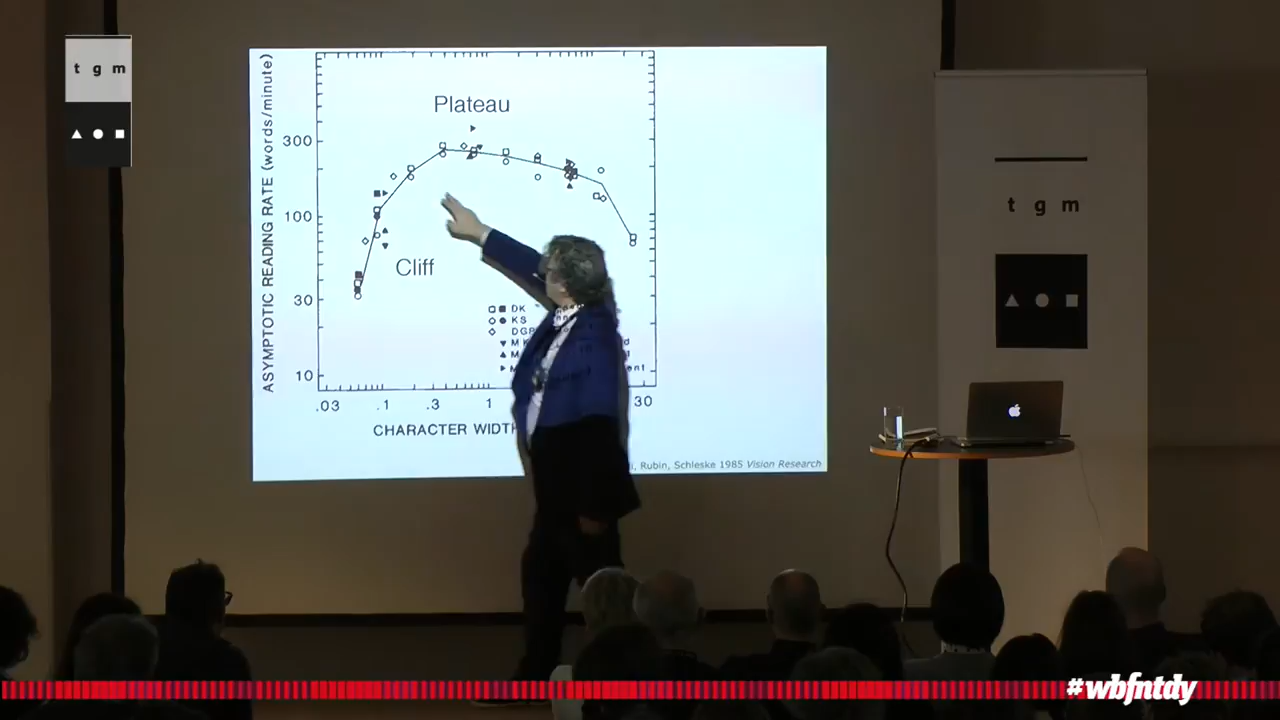 t g m
Plateau
Cliff
ASYMPTOTIC READING RATE (words/minute)
300
100
30
10
DK
KS
.03 .1 .3 1 30
CHARACTER WIDTH
Rubin, Schleske 1985 Vision Research
t g m
#wbfntdy